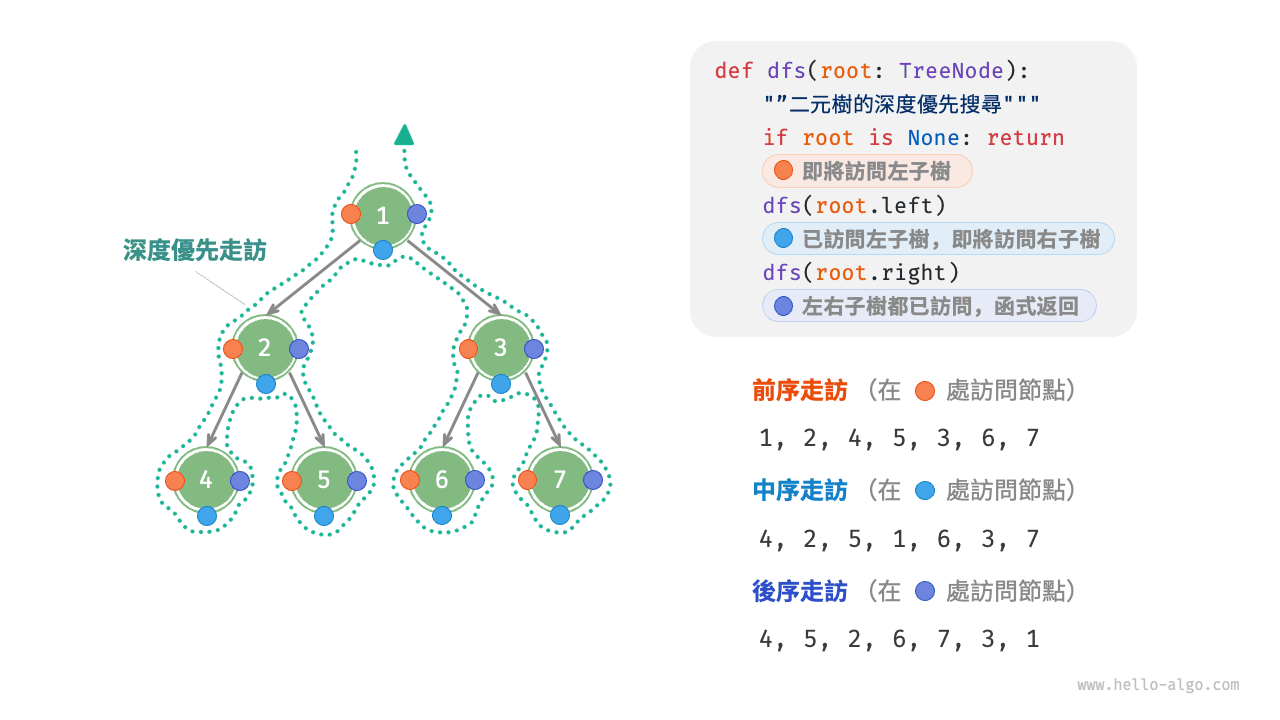 def dfs(root: TreeNode):
"”二元樹的深度優先搜尋"""
if root is None: return
即將訪問左子樹
dfs(root.left)
已訪問左子樹，即將訪問右子樹
dfs(root.right)
左右子樹都已訪問，函式返回
深度優先走訪
1
2
3
4
5
6
7
前序走訪（在 處訪問節點）
1, 2, 4, 5, 3, 6, 7
中序走訪（在 處訪問節點）
4, 2, 5, 1, 6, 3, 7
後序走訪（在 處訪問節點）
4, 5, 2, 6, 7, 3, 1
www.hello-algo.com